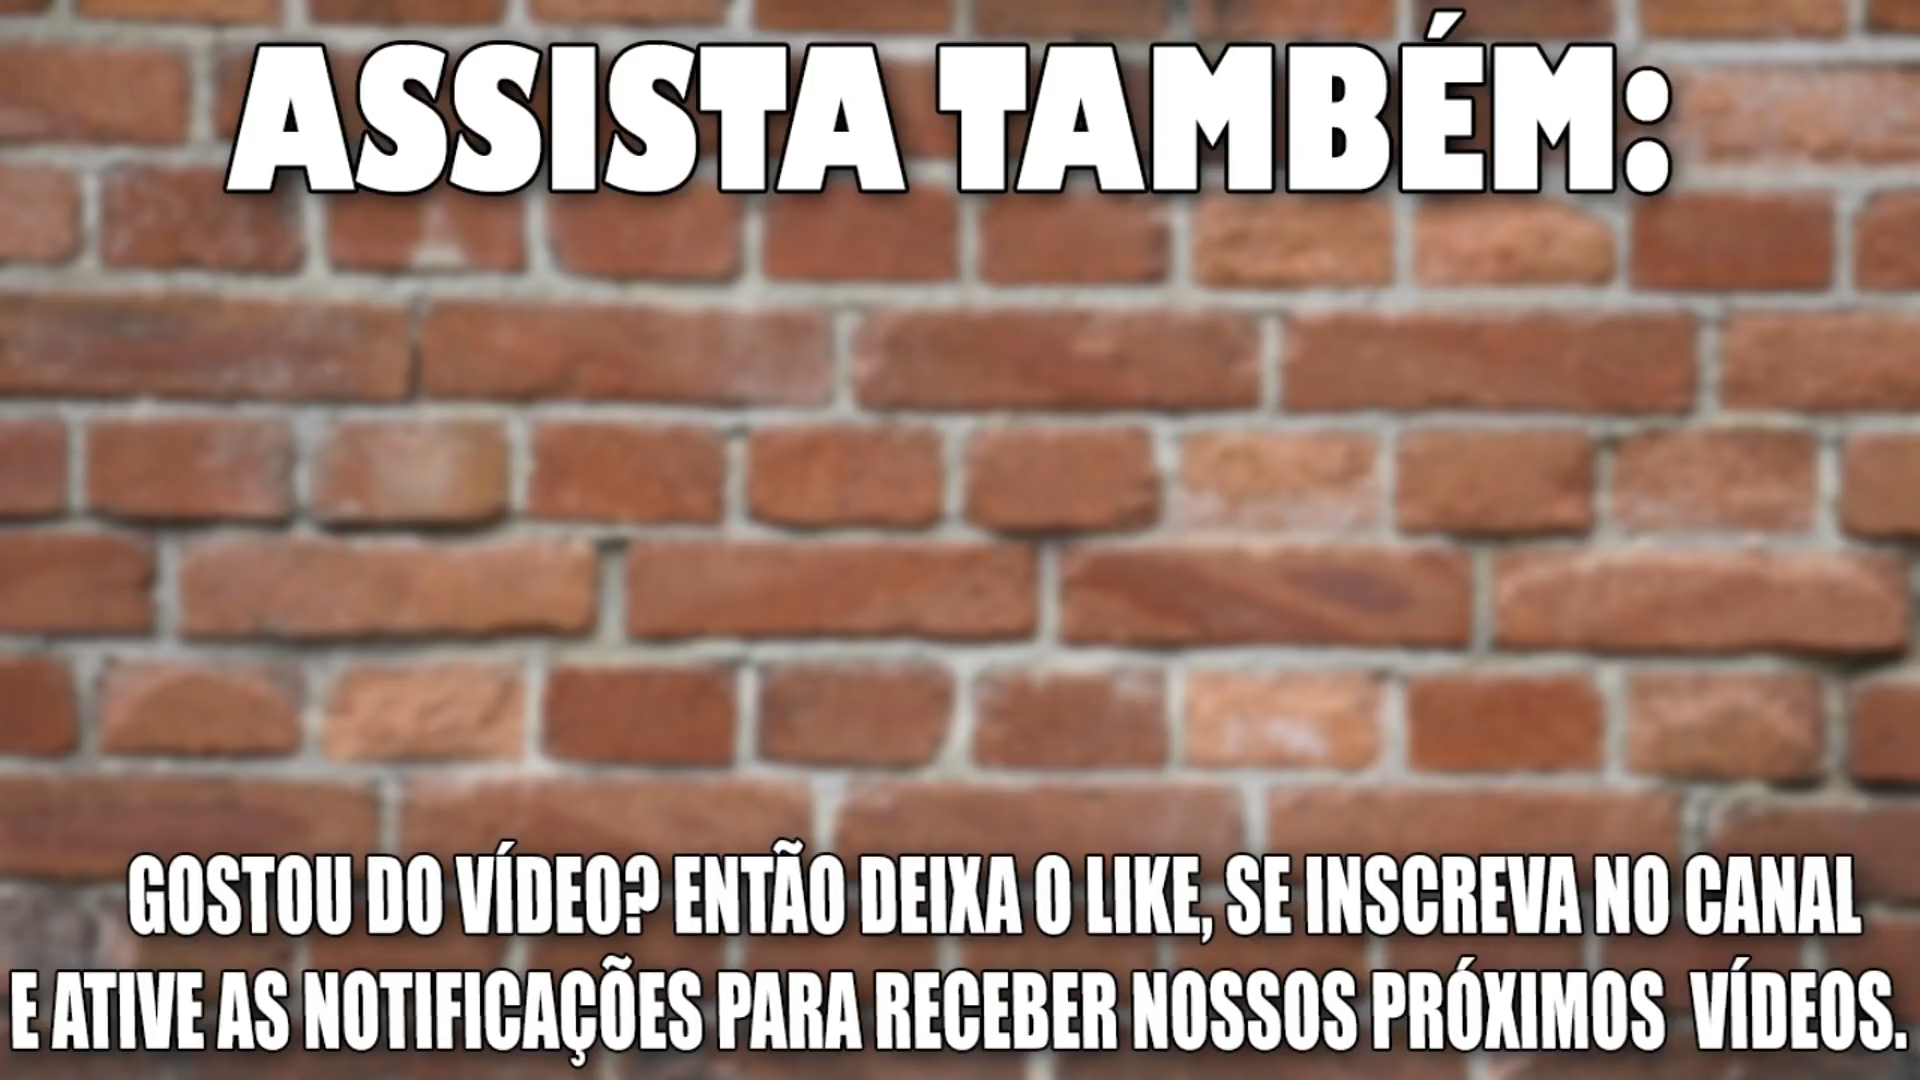 ASSISTA TAMBÉM:
GOSTOU DO VÍDEO? ENTÃO DEIXA O LIKE, SE INSCREVA NO CANAL
E ATIVE AS NOTIFICAÇÕES PARA RECEBER NOSSOS PRÓXIMOS VÍDEOS.